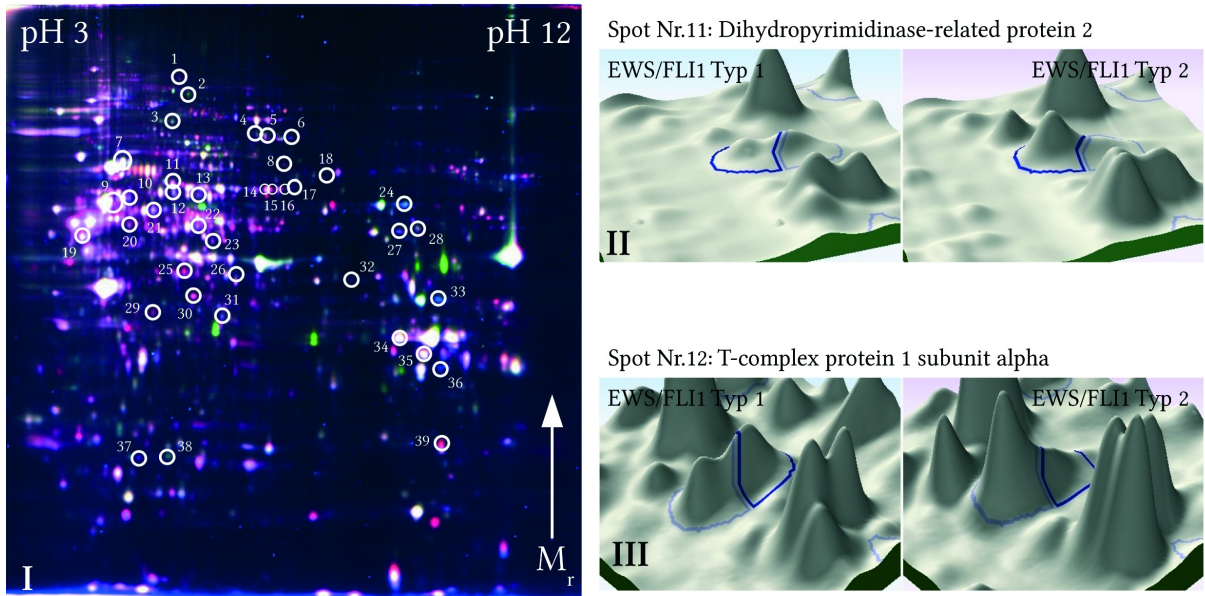 pH 3
pH 12
1
2
3
4 5 6
7
8
18
11
10
13
9
14 15 16 17
24
12
21
22
20
28
19
27
23
25
26
32
33
29
30
31
34
35
36
39
37
38
M
r
I
Spot Nr.11: Dihydropyrimidinase-related protein 2
EWS/FLI1 Typ 1
EWS/FLI1 Typ 2
II
Spot Nr.12: T-complex protein 1 subunit alpha
EWS/FLI1 Typ 1
EWS/FLI1 Typ 2
III